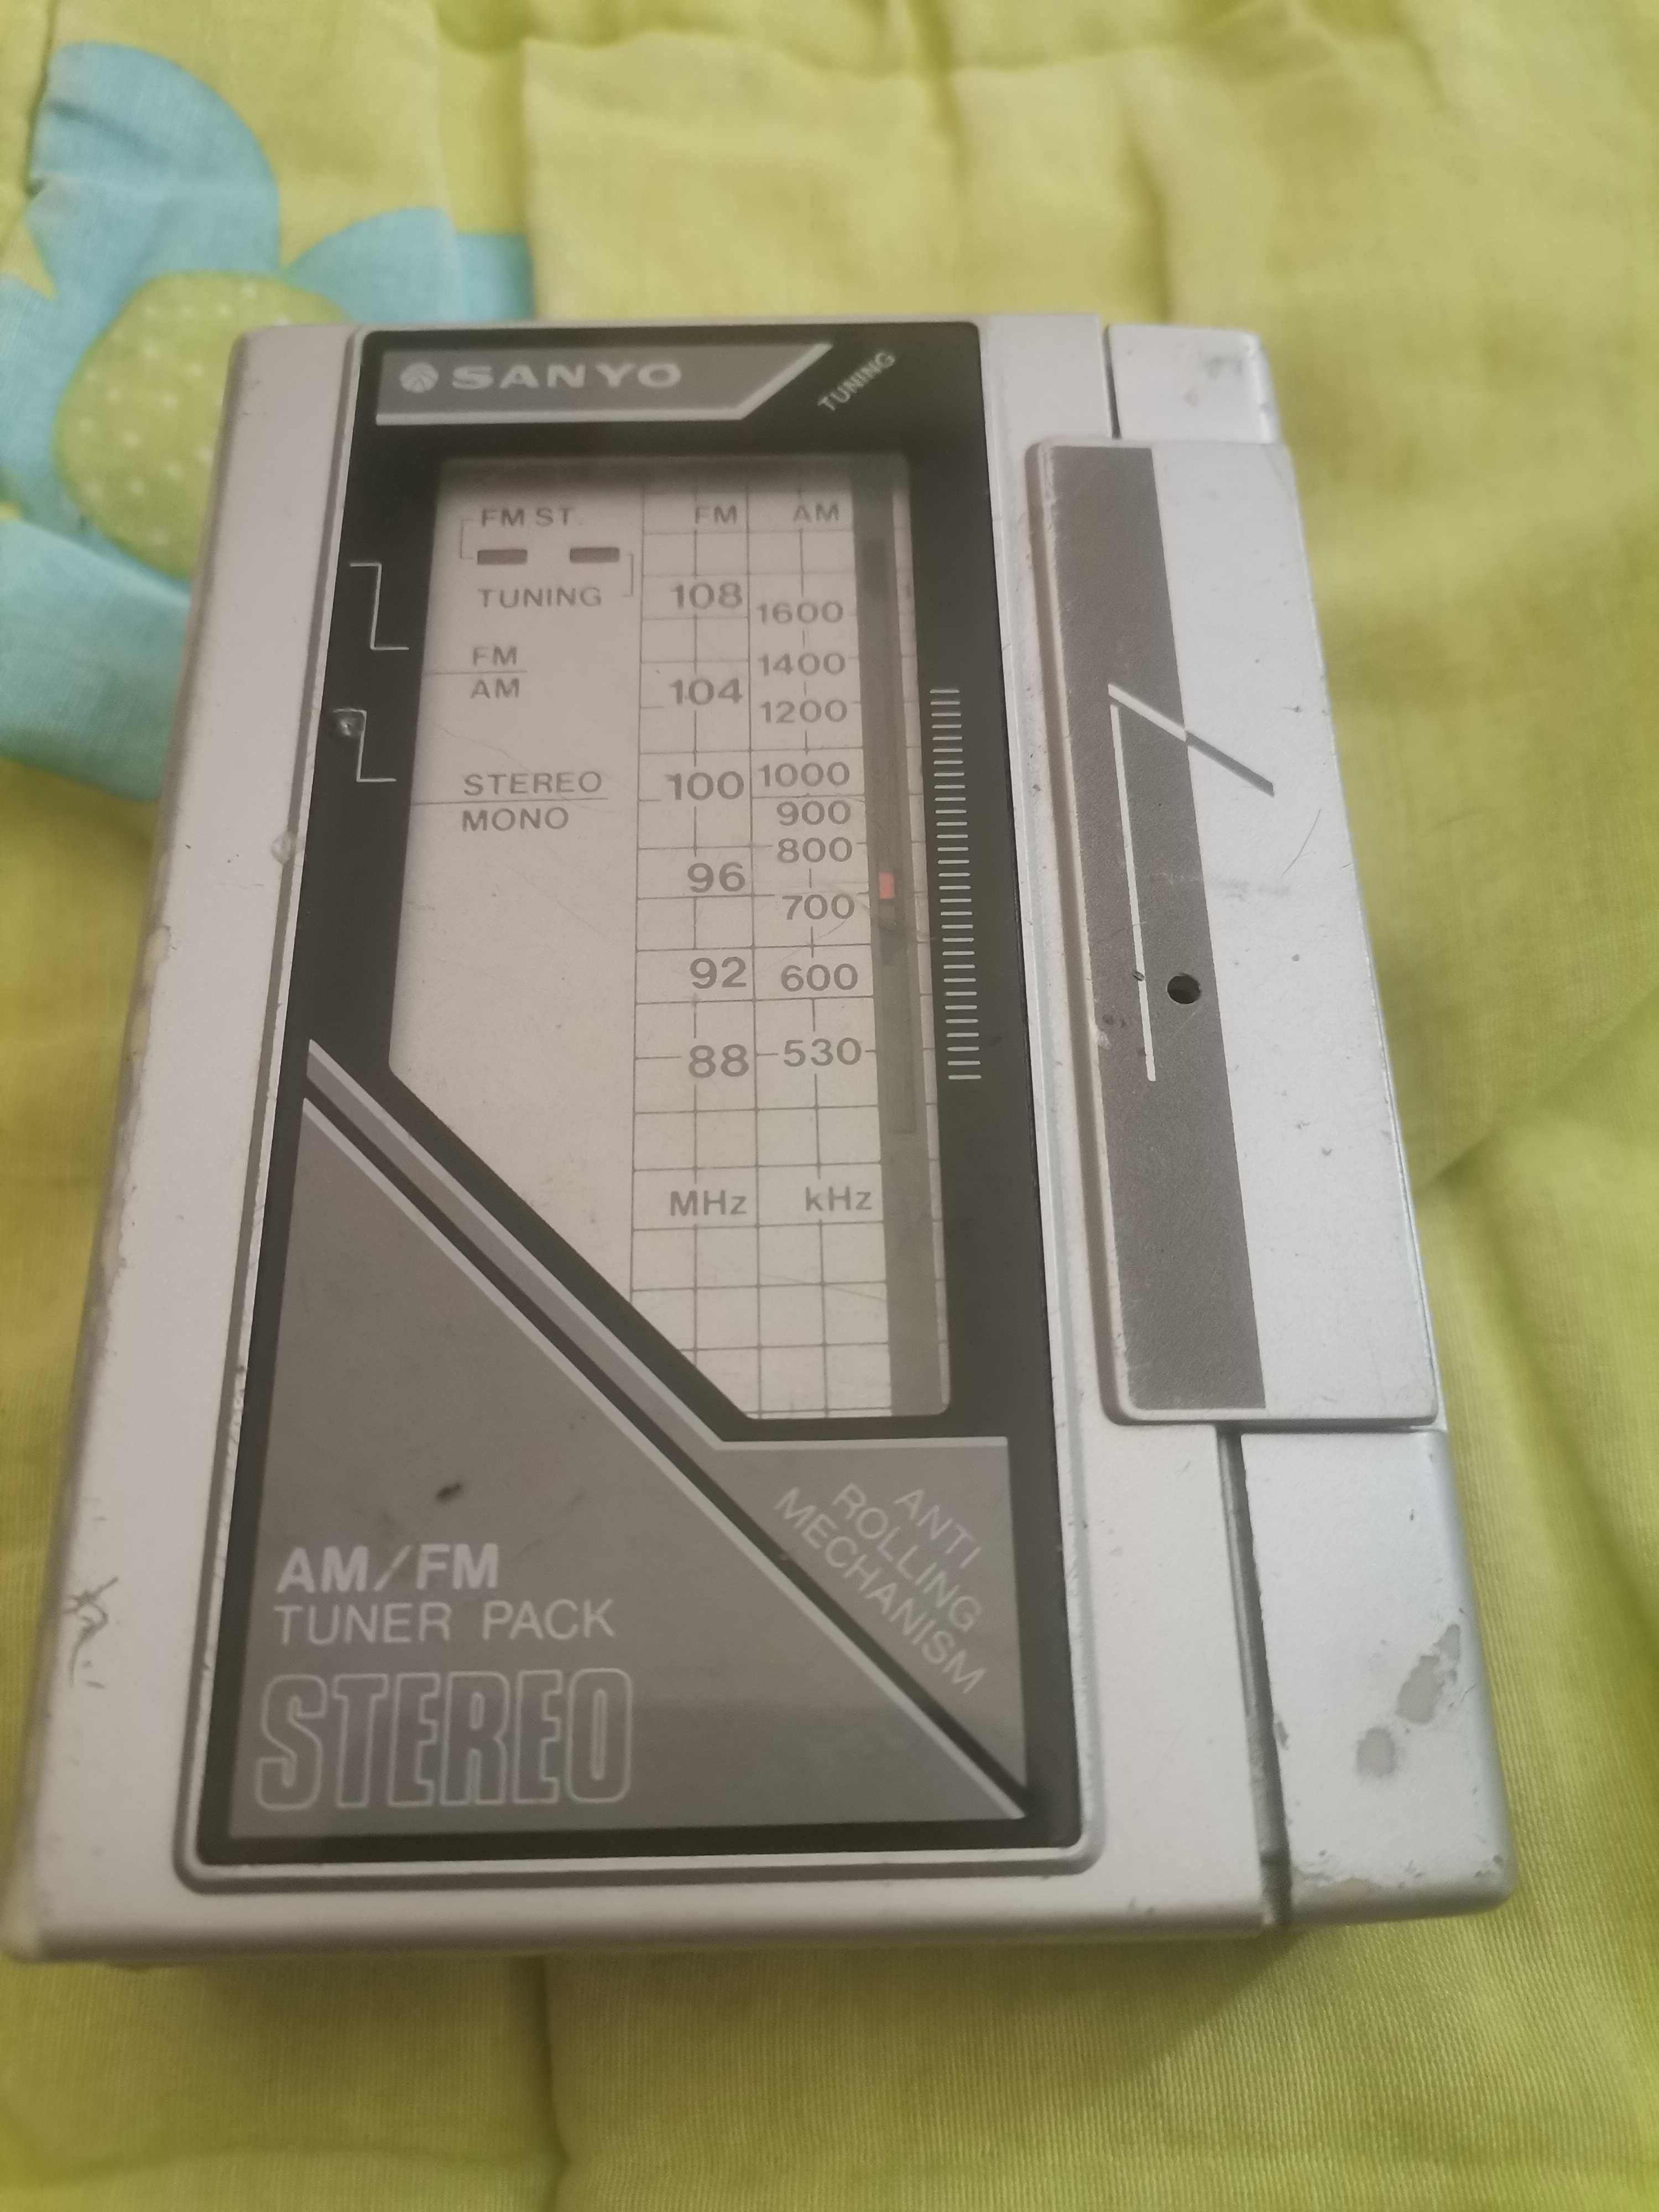 SANYO
TUNING
FM ST.
TUNING
FM
AM
STEREO
MONO
FM AM
108
1600
1400
104
1200
100 1000
900
800
96
700
92 600
88 530
MHz kHz
ANTI
ROLLING
MECHANISM
AM/FM
TUNER PACK
STEREO